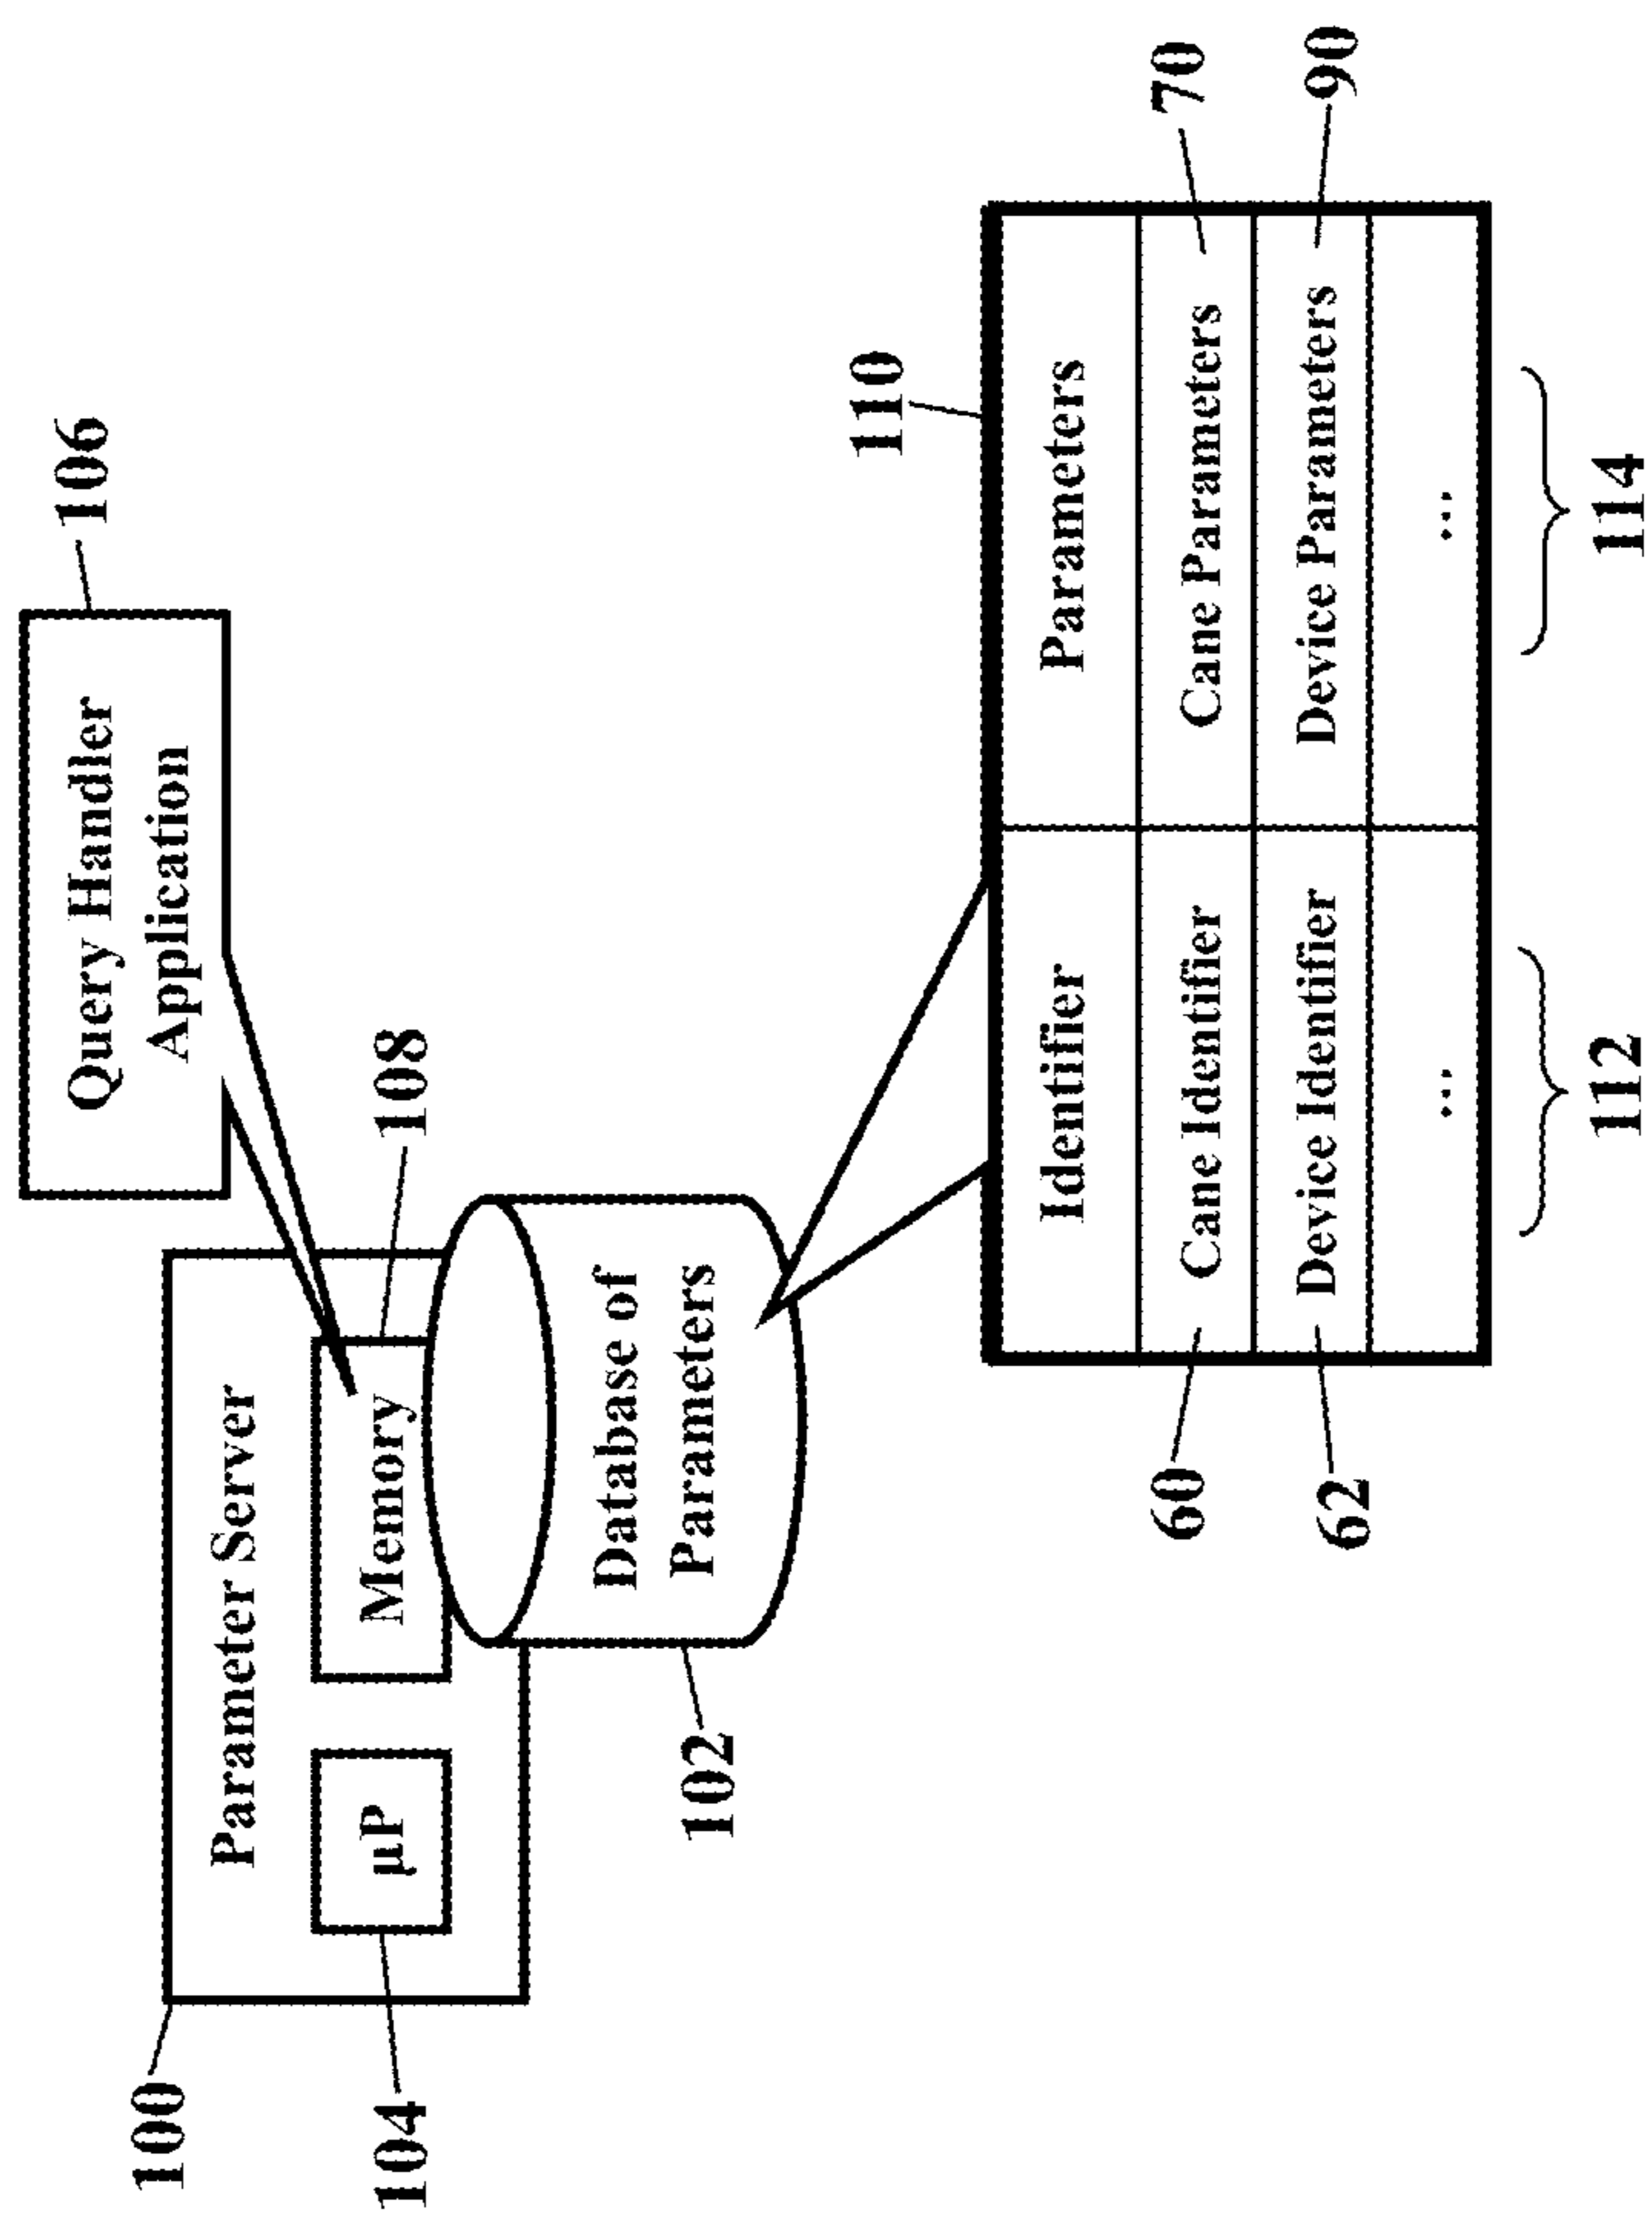 106
Query Handler
Application
100
Parameter Server
108
104
µP
Memory
102
Database of
Parameters
110
Identifier
Parameters
60
Cane Identifier
Cane Parameters
70
62
Device Identifier
Device Parameters
90
...
...
112
114